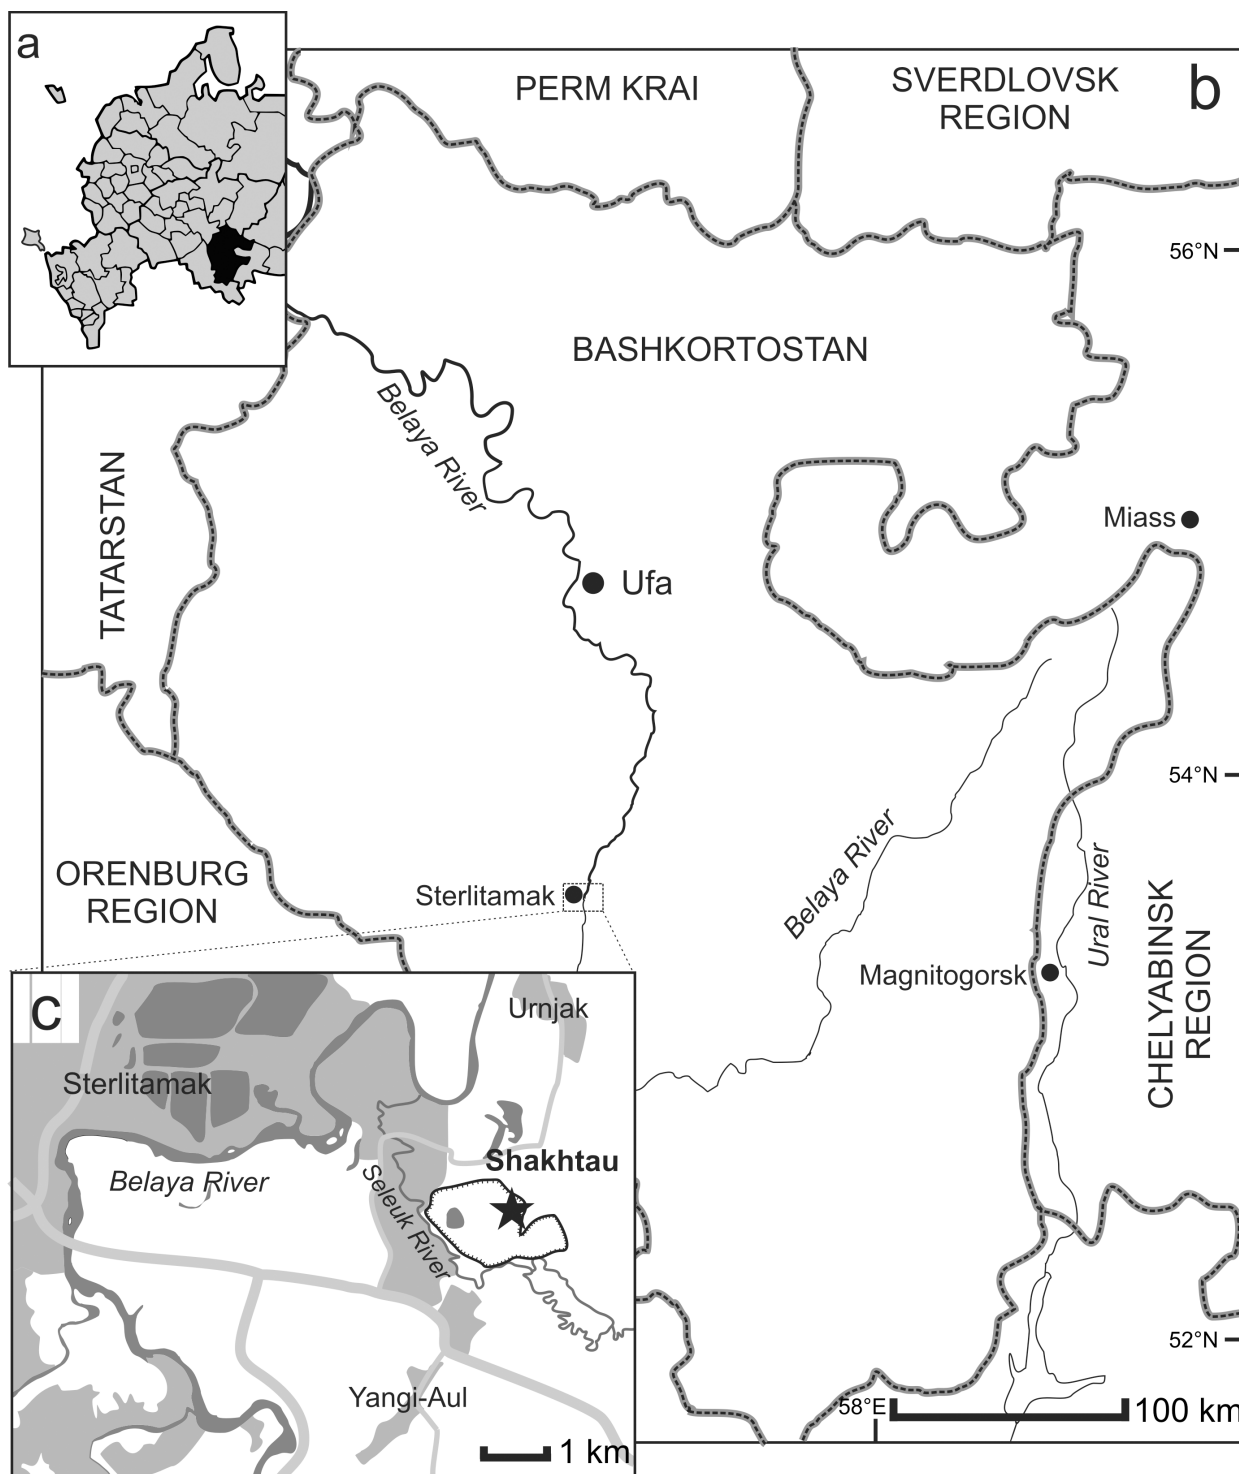 a
b
PERM KRAI
SVERDLOVSK
REGION
56°N
BASHKORTOSTAN
Belaya River
TATARSTAN
Miass
Ufa
54°N
ORENBURG
REGION
Sterlitamak
Belaya River
Ural River
Magnitogorsk
CHELYABINSK
REGION
52°N
58°E
100 km
c
Urnjak
Sterlitamak
Shakhtau
Belaya River
Seleuk River
Yangi-Aul
1 km